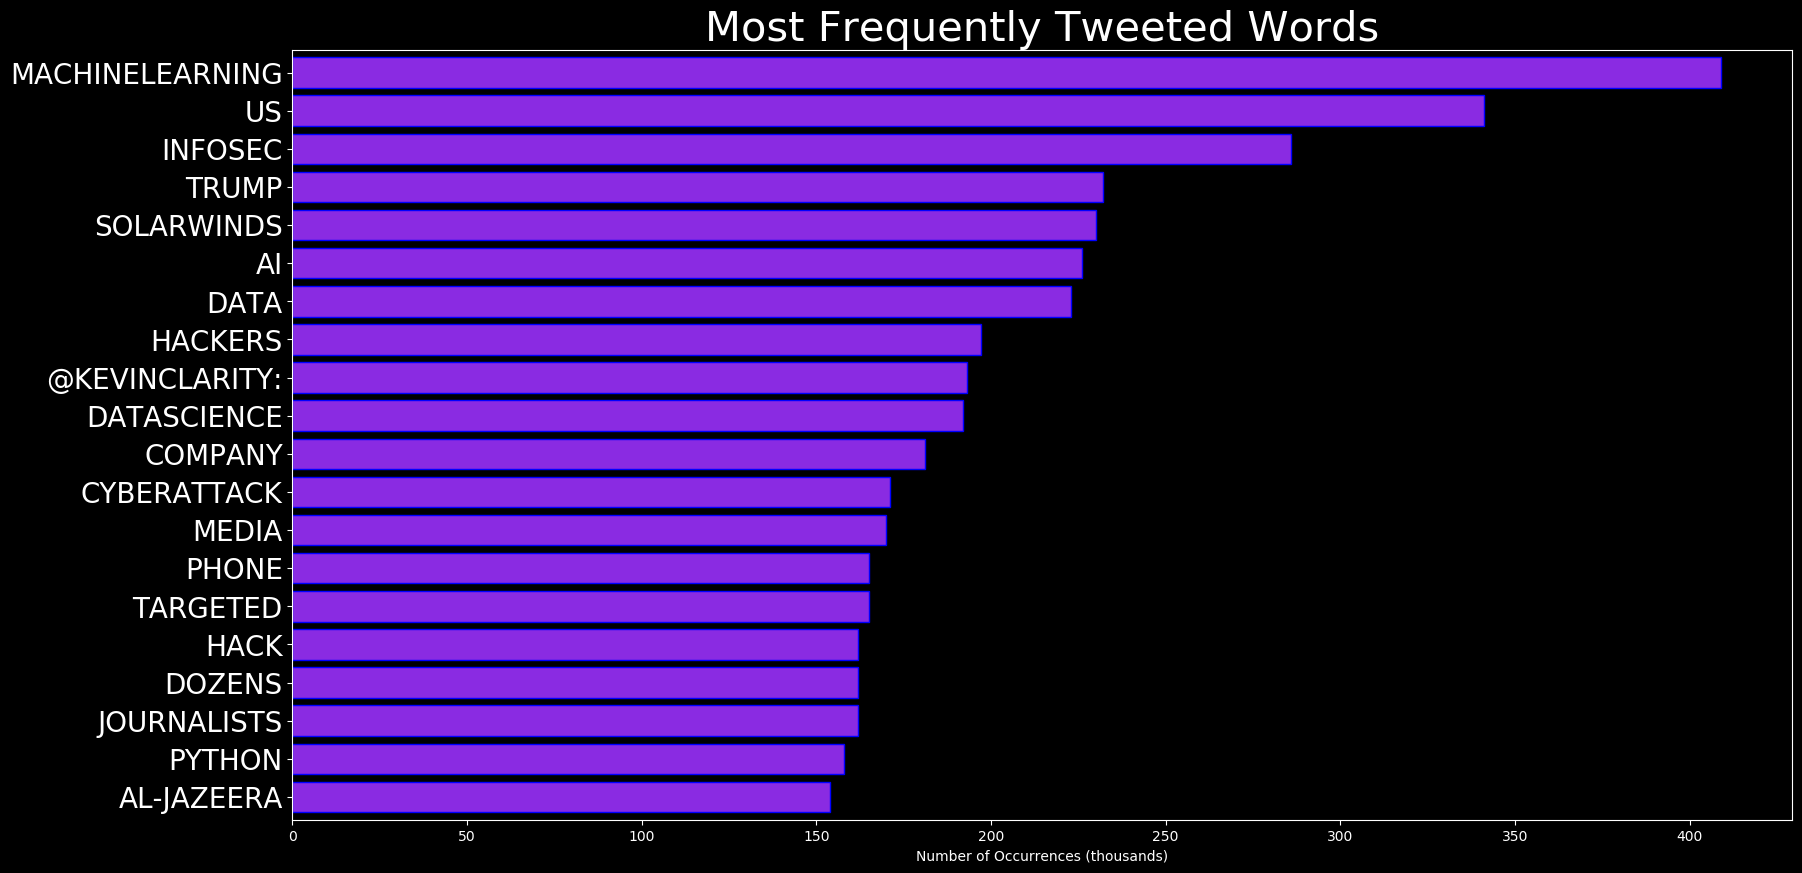 Most Frequently Tweeted Words
MACHINELEARNING
US
INFOSEC
TRUMP
SOLARWINDS
AI
DATA
HACKERS
@KEVINCLARITY:
DATASCIENCE
COMPANY
CYBERATTACK
MEDIA
PHONE
TARGETED
HACK
DOZENS
JOURNALISTS
PYTHON
AL-JAZEERA
0 50 100 150 200 250 300 350 400
Number of Occurrences (thousands)